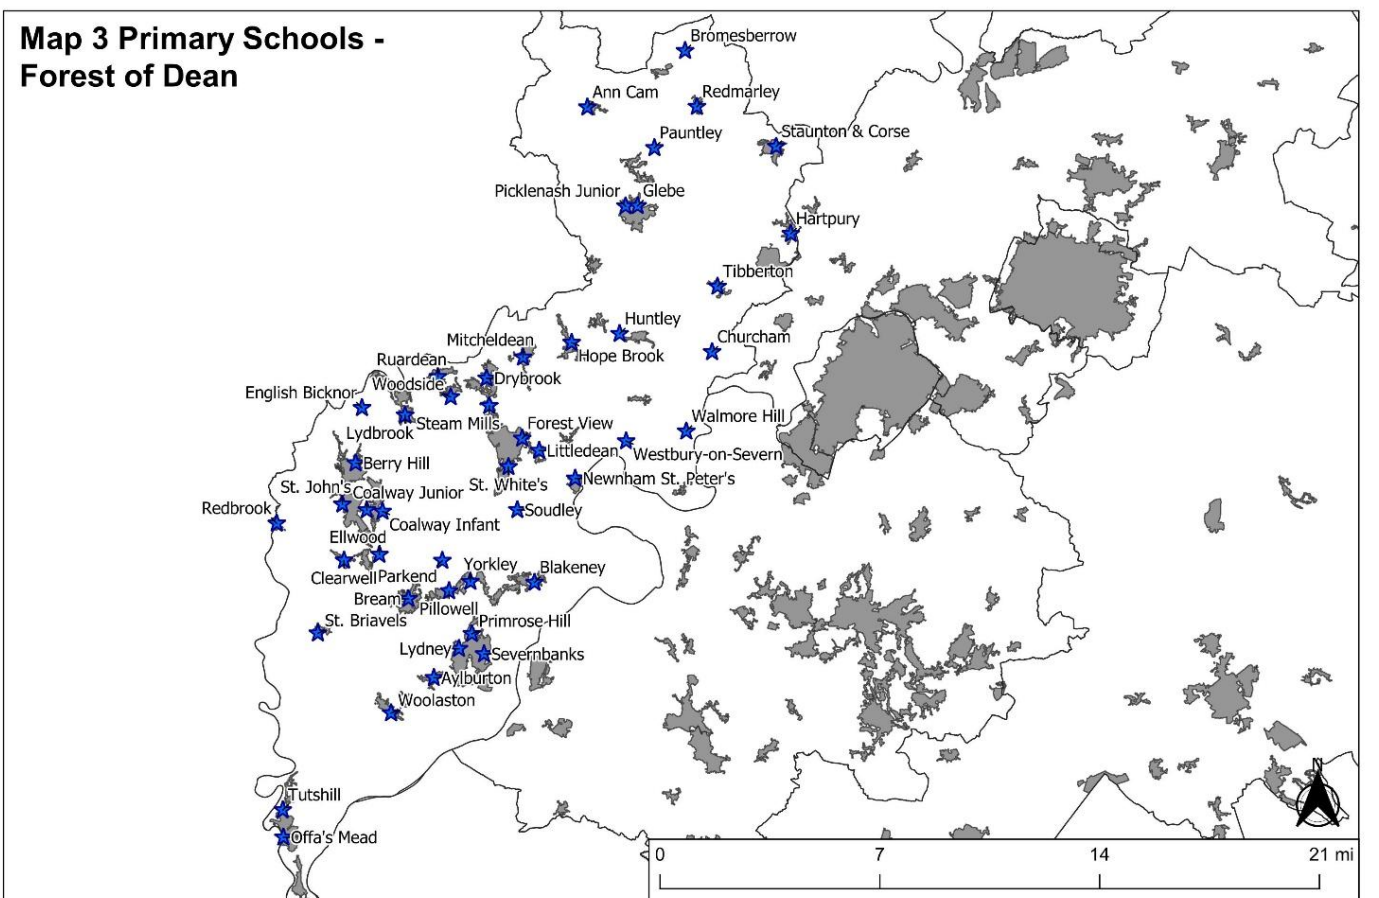 Map 3 Primary Schools -
Forest of Dean
Bromesberrow
Ann Cam
Redmarley
Pauntley
Staunton & Corse
Picklenash Junior
Glebe
Hartpury
Tibberton
Huntley
Churcham
Mitcheldean
Hope Brook
Ruardean
Woodside
Drybrook
English Bicknor
Walmore Hill
Steam Mills
Forest View
Lydbrook
Littledean
Westbury-on-Severn
Berry Hill
St. White's
Newnham St. Peter's
St. John's
Coalway Junior
Redbrook
Soudley
Coalway Infant
Ellwood
Clearwell
Parkend
Yorkley
Blakeney
Bream
Pillowell
St. Briavels
Primrose Hill
Lydney
Severnbanks
Aylburton
Woolaston
N
Tutshill
Offa's Mead
0 7 14 21 mi